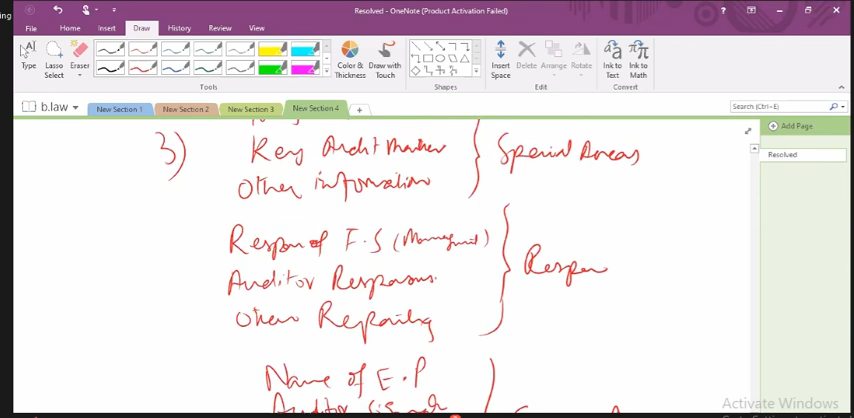 Resolved - OneNote (Product Activation Failed)
File Home Insert Draw History Review View
Type Lasso Select Eraser Color & Thickness Draw with Touch Insert Space Delete Arrange Rotate Ink to Text Ink to Math
Tools Shapes Edit Convert
b.law New Section 1 New Section 2 New Section 3 New Section 4 Search (Ctrl+E)
Add Page
Resolved
3) Key Audit Matter Special Areas
Other information
Respon of F.S (Managment)
Auditor Respons Respon
Other Reporting
Name of E.P
Auditor
Activate Windows